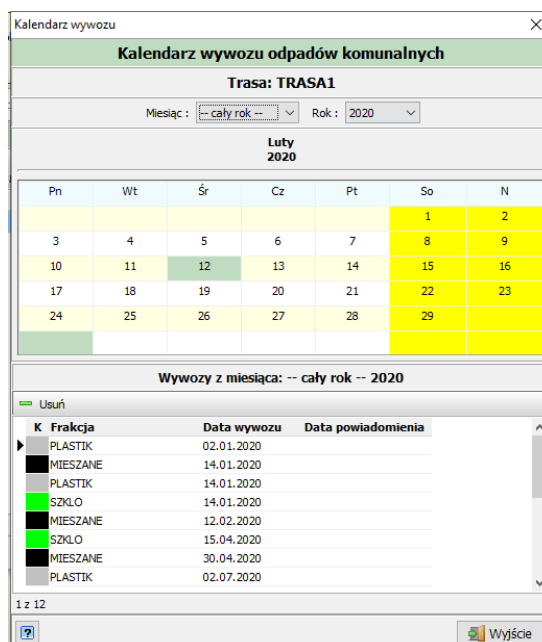 Kalendarz wywozu
Kalendarz wywozu odpadów komunalnych
Trasa: TRASA1
Miesiąc : -- cały rok -- Rok : 2020
Luty
2020
Pn Wt Śr Cz Pt So N
1 2
3 4 5 6 7 8 9
10 11 12 13 14 15 16
17 18 19 20 21 22 23
24 25 26 27 28 29
Wywozy z miesiąca: -- cały rok -- 2020
Usuń
K Frakcja Data wywozu Data powiadomienia
PLASTIK 02.01.2020
MIESZANE 14.01.2020
PLASTIK 14.01.2020
SZKLO 14.01.2020
MIESZANE 12.02.2020
SZKLO 15.04.2020
MIESZANE 30.04.2020
PLASTIK 02.07.2020
1 z 12
? Wyjście